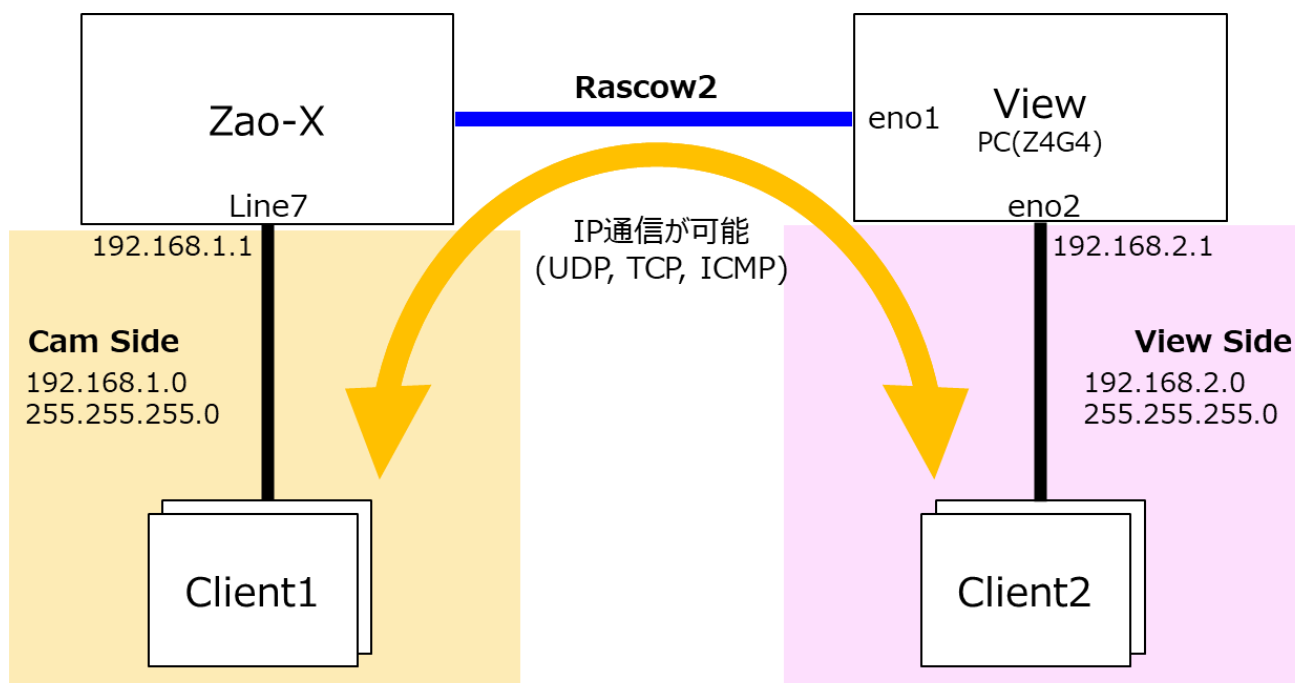 Zao-X
Line7
Rascow2
eno1
View
PC(Z4G4)
eno2
192.168.1.1
IP通信が可能
(UDP, TCP, ICMP)
192.168.2.1
Cam Side
192.168.1.0
255.255.255.0
View Side
192.168.2.0
255.255.255.0
Client1
Client2